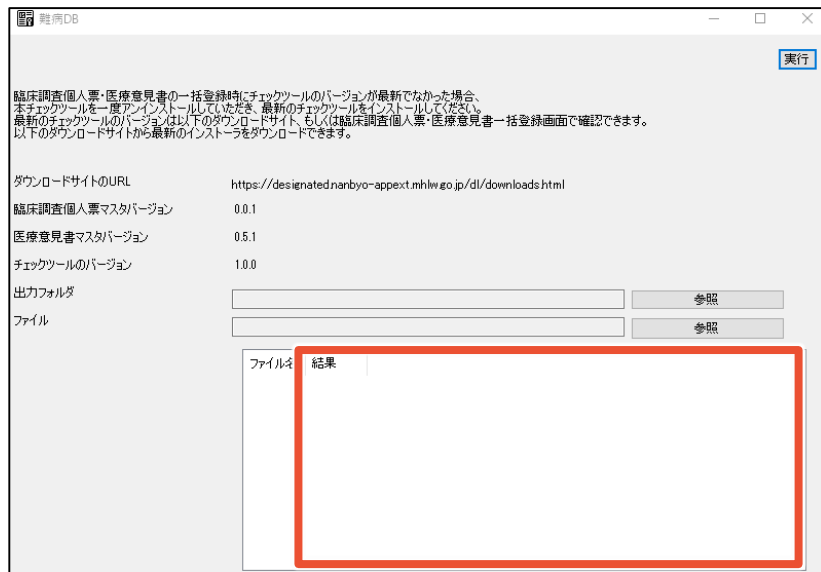 難病DB
実行
臨床調査個人票・医療意見書の一括登録時にチェックツールのバージョンが最新でなかった場合、
本チェックツールを一度アンインストールしていただき、最新のチェックツールをインストールしてください。
最新のチェックツールのバージョンは以下のダウンロードサイト、もしくは臨床調査個人票・医療意見書一括登録画面で確認できます。
以下のダウンロードサイトから最新のインストーラをダウンロードできます。
ダウンロードサイトのURL https://designated.nanbyo-appext.mhlw.go.jp/dl/downloads.html
臨床調査個人票マスタバージョン 0.0.1
医療意見書マスタバージョン 0.5.1
チェックツールのバージョン 1.0.0
出力フォルダ 参照
ファイル 参照
ファイル名 結果